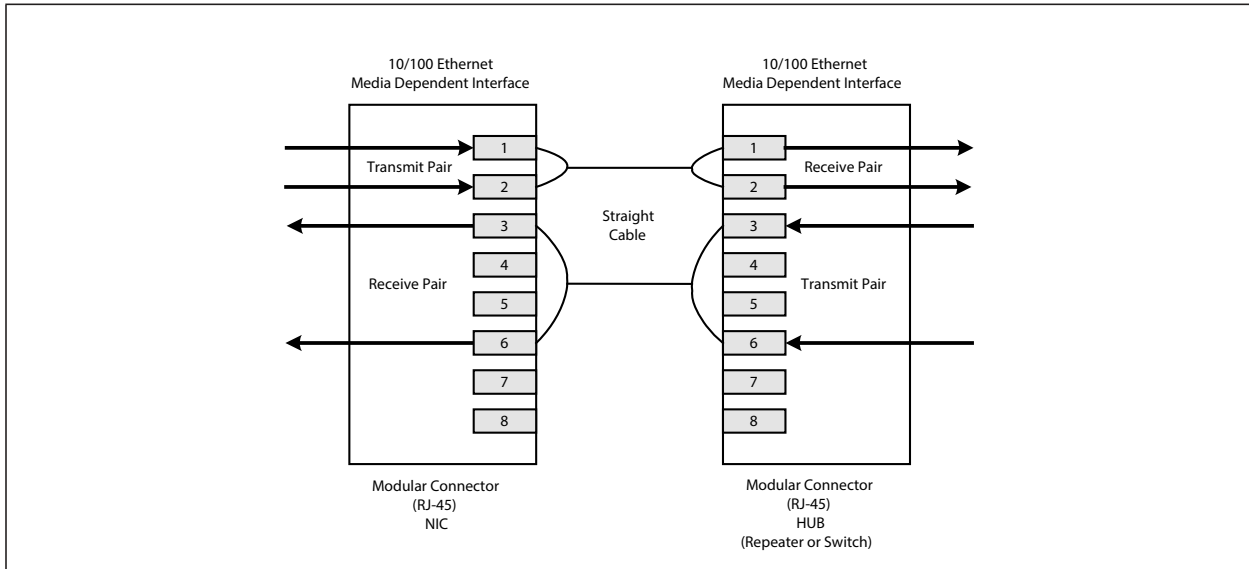 10/100 Ethernet
Media Dependent Interface
10/100 Ethernet
Media Dependent Interface
1
Transmit Pair
2
3
4
Receive Pair
5
6
7
8
Straight
Cable
1
Receive Pair
2
3
4
Transmit Pair
5
6
7
8
Modular Connector
(RJ-45)
NIC
Modular Connector
(RJ-45)
HUB
(Repeater or Switch)